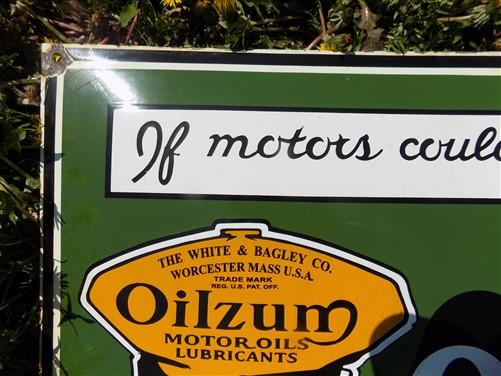 If motors could
THE WHITE & BAGLEY CO.
WORCESTER MASS U.S.A.
TRADE MARK
REG. U.S. PAT. OFF.
Oilzum
MOTOR OILS
LUBRICANTS